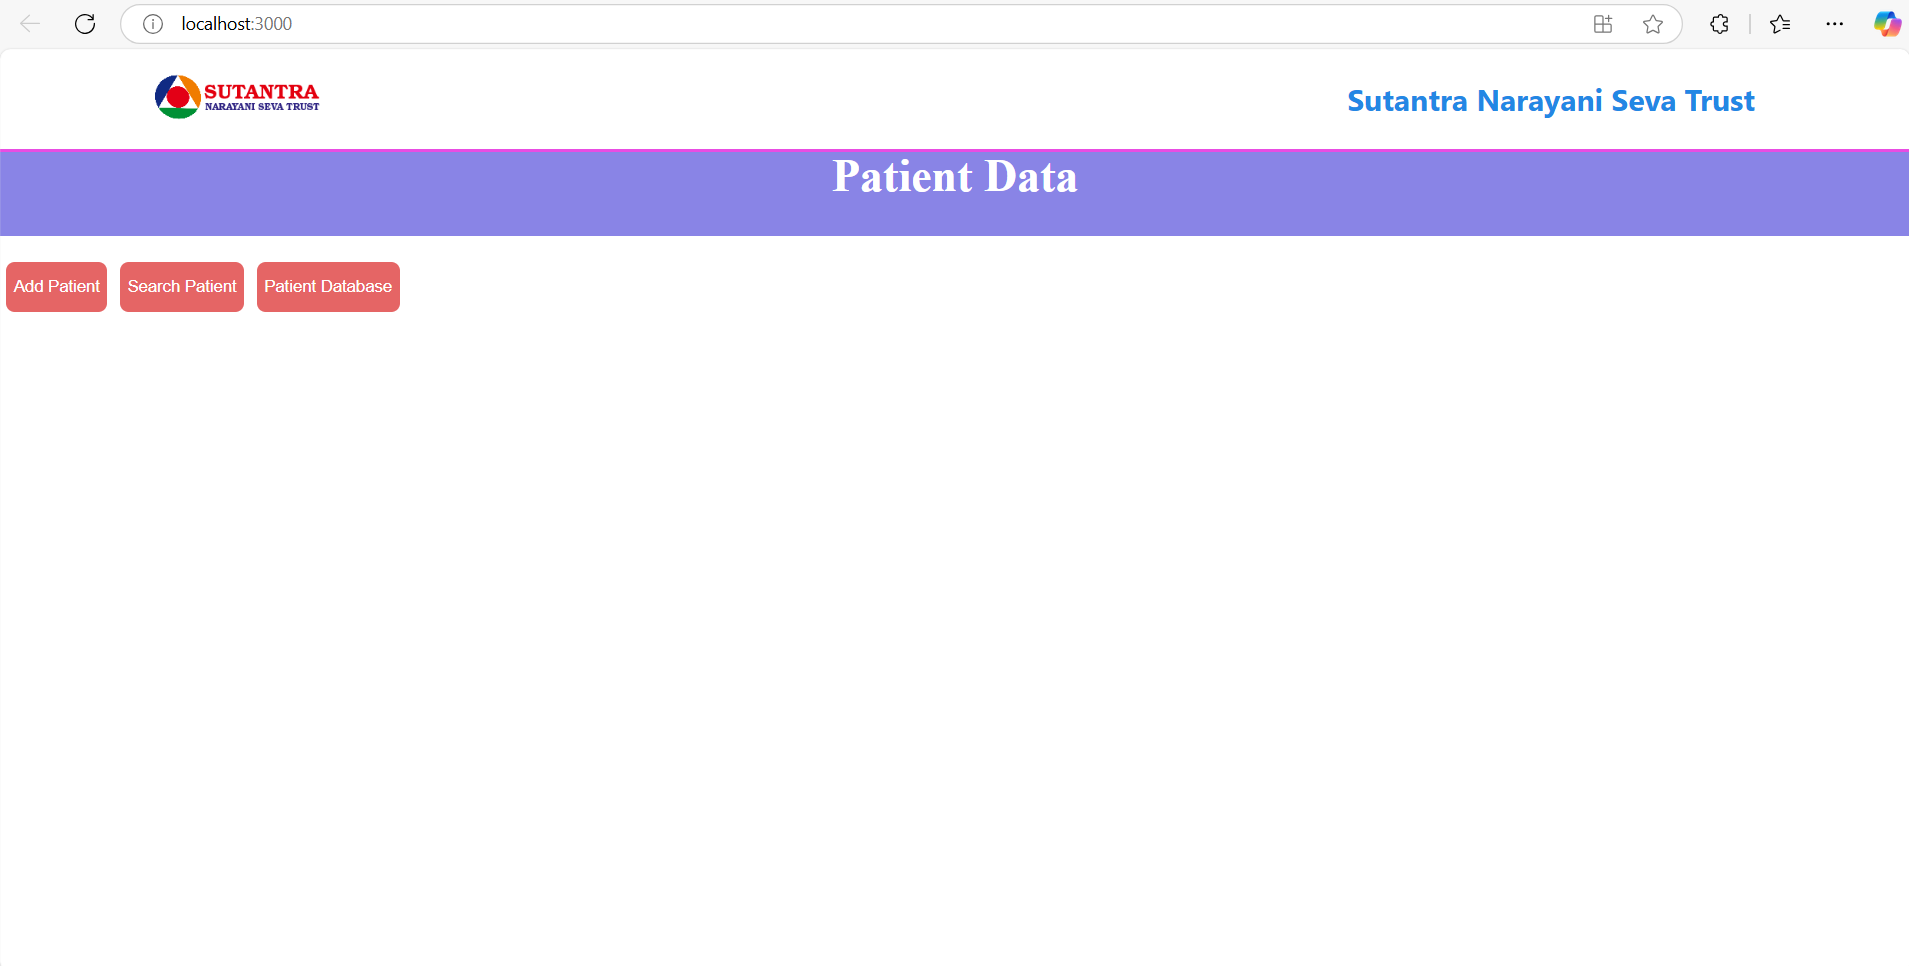 localhost:3000
SUTANTRA
NARAYANI SEVA TRUST
Sutantra Narayani Seva Trust
Patient Data
Add Patient
Search Patient
Patient Database